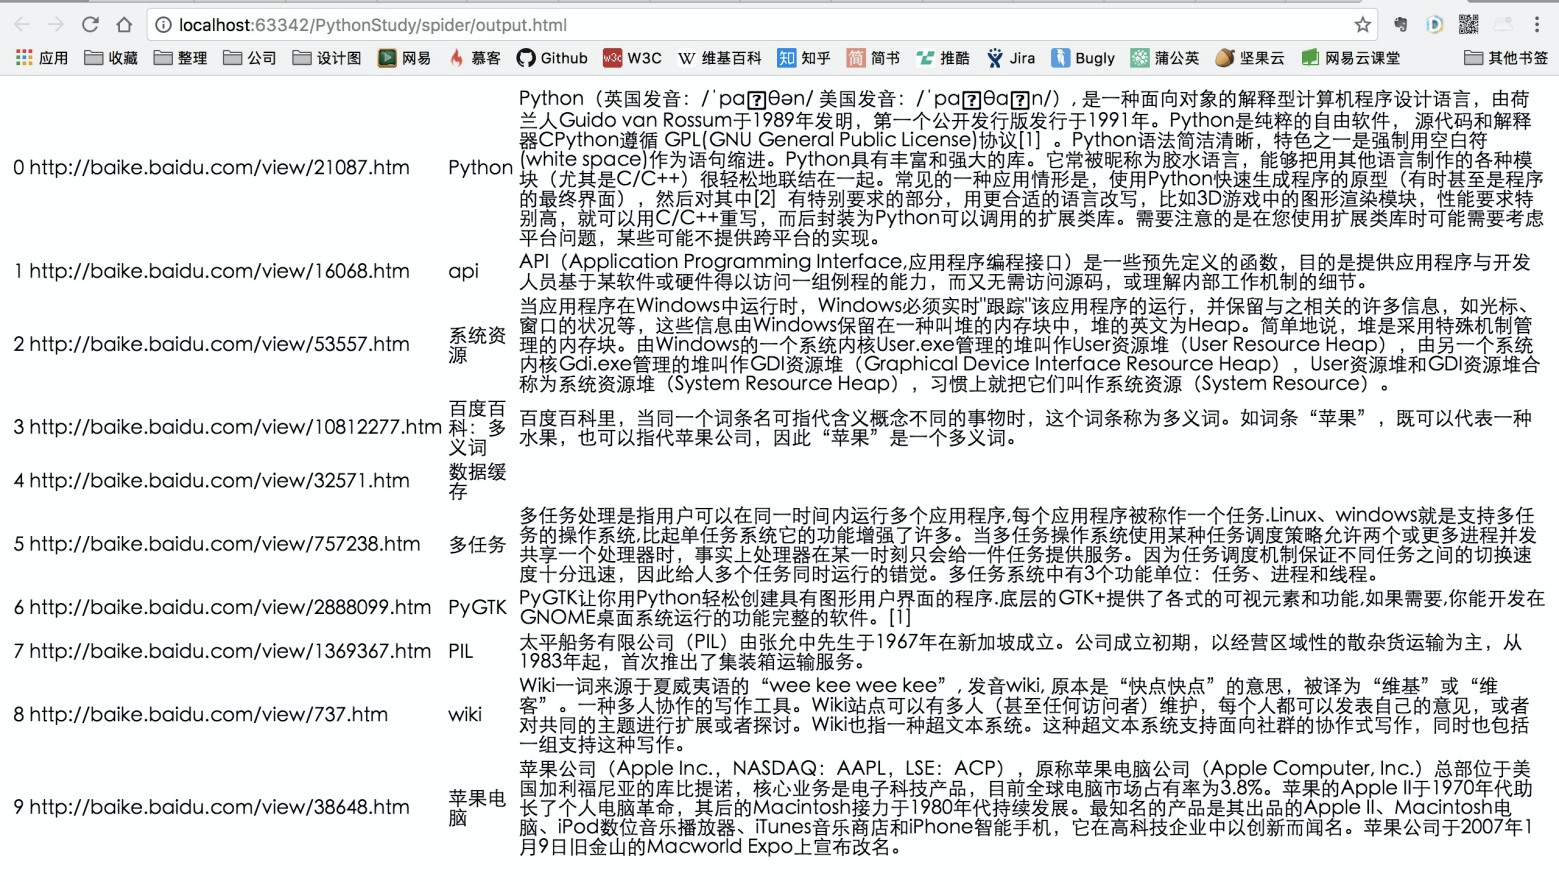 localhost:63342/PythonStudy/spider/output.html
应用 收藏 整理 公司 设计图 网易 慕客 Github W3C 维基百科 知乎 简书 推酷 Jira Bugly 蒲公英 坚果云 网易云课堂 其他书签
0 http://baike.baidu.com/view/21087.htm
Python
Python（英国发音：/ˈpaθən/ 美国发音：/ˈpaθan/）, 是一种面向对象的解释型计算机程序设计语言，由荷
兰人Guido van Rossum于1989年发明，第一个公开发行版发行于1991年。Python是纯粹的自由软件， 源代码和解释
器CPython遵循 GPL(GNU General Public License)协议[1] 。Python语法简洁清晰，特色之一是强制用空白符
(white space)作为语句缩进。Python具有丰富和强大的库。它常被昵称为胶水语言，能够把用其他语言制作的各种模
块（尤其是C/C++）很轻松地联结在一起。常见的一种应用情形是，使用Python快速生成程序的原型（有时甚至是程序
的最终界面），然后对其中[2] 有特别要求的部分，用更合适的语言改写，比如3D游戏中的图形渲染模块，性能要求特
别高，就可以用C/C++重写，而后封装为Python可以调用的扩展类库。需要注意的是在您使用扩展类库时可能需要考虑
平台问题，某些可能不提供跨平台的实现。
1 http://baike.baidu.com/view/16068.htm
api
API（Application Programming Interface,应用程序编程接口）是一些预先定义的函数，目的是提供应用程序与开发
人员基于某软件或硬件得以访问一组例程的能力，而又无需访问源码，或理解内部工作机制的细节。
2 http://baike.baidu.com/view/53557.htm
系统资
源
当应用程序在Windows中运行时，Windows必须实时"跟踪"该应用程序的运行，并保留与之相关的许多信息，如光标、
窗口的状况等，这些信息由Windows保留在一种叫堆的内存块中，堆的英文为Heap。简单地说，堆是采用特殊机制管
理的内存块。由Windows的一个系统内核User.exe管理的堆叫作User资源堆（User Resource Heap），由另一个系统
内核Gdi.exe管理的堆叫作GDI资源堆（Graphical Device Interface Resource Heap），User资源堆和GDI资源堆合
称为系统资源堆（System Resource Heap），习惯上就把它们叫作系统资源（System Resource）。
3 http://baike.baidu.com/view/10812277.htm
百度百
科：多
义词
百度百科里，当同一个词条名可指代含义概念不同的事物时，这个词条称为多义词。如词条“苹果”，既可以代表一种
水果，也可以指代苹果公司，因此“苹果”是一个多义词。
4 http://baike.baidu.com/view/32571.htm
数据缓
存
5 http://baike.baidu.com/view/757238.htm
多任务
多任务处理是指用户可以在同一时间内运行多个应用程序,每个应用程序被称作一个任务.Linux、windows就是支持多任
务的操作系统,比起单任务系统它的功能增强了许多。当多任务操作系统使用某种任务调度策略允许两个或更多进程并发
共享一个处理器时，事实上处理器在某一时刻只会给一件任务提供服务。因为任务调度机制保证不同任务之间的切换速
度十分迅速，因此给人多个任务同时运行的错觉。多任务系统中有3个功能单位：任务、进程和线程。
6 http://baike.baidu.com/view/2888099.htm
PyGTK
PyGTK让你用Python轻松创建具有图形用户界面的程序.底层的GTK+提供了各式的可视元素和功能,如果需要,你能开发在
GNOME桌面系统运行的功能完整的软件。[1]
7 http://baike.baidu.com/view/1369367.htm
PIL
太平船务有限公司（PIL）由张允中先生于1967年在新加坡成立。公司成立初期，以经营区域性的散杂货运输为主，从
1983年起，首次推出了集装箱运输服务。
8 http://baike.baidu.com/view/737.htm
wiki
Wiki一词来源于夏威夷语的“wee kee wee kee”, 发音wiki, 原本是“快点快点”的意思，被译为“维基”或“维
客”。一种多人协作的写作工具。Wiki站点可以有多人（甚至任何访问者）维护，每个人都可以发表自己的意见，或者
对共同的主题进行扩展或者探讨。Wiki也指一种超文本系统。这种超文本系统支持面向社群的协作式写作，同时也包括
一组支持这种写作。
9 http://baike.baidu.com/view/38648.htm
苹果电
脑
苹果公司（Apple Inc.，NASDAQ：AAPL，LSE：ACP），原称苹果电脑公司（Apple Computer, Inc.）总部位于美
国加利福尼亚的库比提诺，核心业务是电子科技产品，目前全球电脑市场占有率为3.8%。苹果的Apple II于1970年代助
长了个人电脑革命，其后的Macintosh接力于1980年代持续发展。最知名的产品是其出品的Apple II、Macintosh电
脑、iPod数位音乐播放器、iTunes音乐商店和iPhone智能手机，它在高科技企业中以创新而闻名。苹果公司于2007年1
月9日旧金山的Macworld Expo上宣布改名。